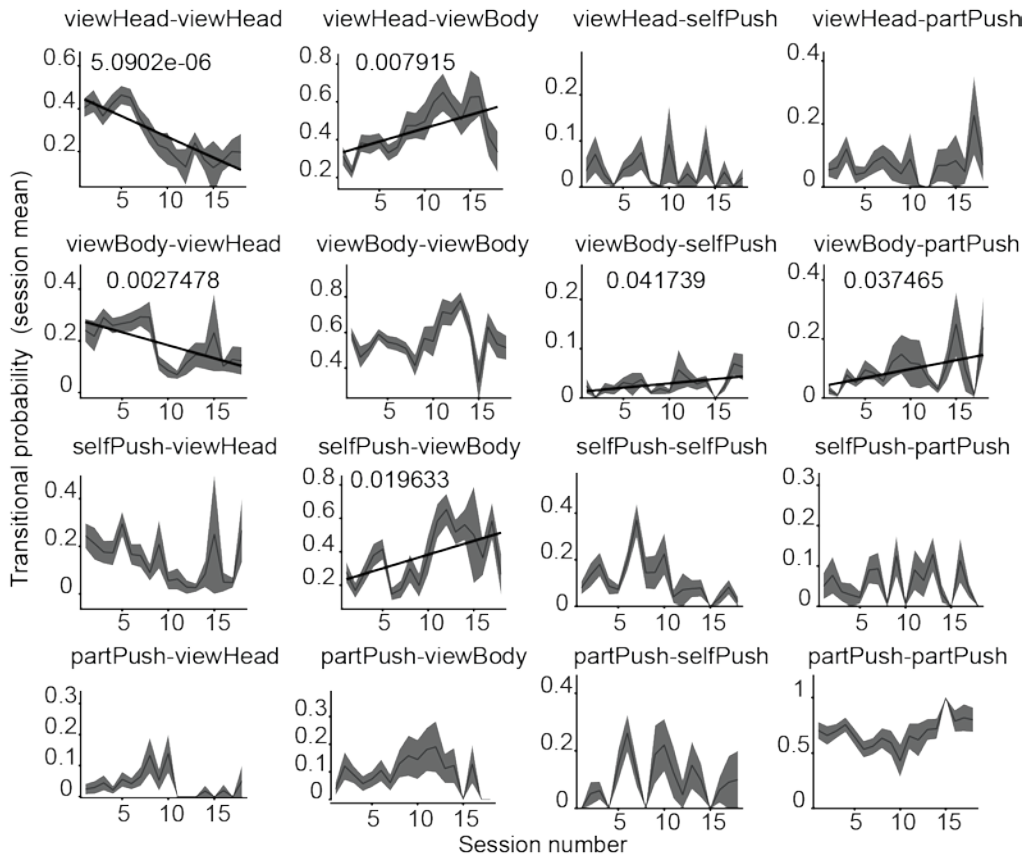 viewHead-viewHead viewHead-viewBody viewHead-selfPush viewHead-partPush
0.6 5.0902e-06 0.8 0.007915 0.4
0.6 0.2
0.4
0.4 0.1 0.2
0.2
0.2 0 0
5 10 15 5 10 15 5 10 15 5 10 15
viewBody-viewHead viewBody-viewBody viewBody-selfPush viewBody-partPush
0.4 0.0027478 0.8 0.2 0.041739 0.4 0.037465
0.2 0.6 0.1 0.2
0.4
0 0 0
5 10 15 5 10 15 5 10 15 5 10 15
selfPush-viewHead selfPush-viewBody selfPush-selfPush selfPush-partPush
0.4 0.8 0.019633 0.4 0.3
0.6 0.2
0.2 0.4 0.2 0.1
0.2
0 0 0
5 10 15 5 10 15 5 10 15 5 10 15
partPush-viewHead partPush-viewBody partPush-selfPush partPush-partPush
0.3 0.3 0.4 1
0.2 0.2 0.2 0.5
0.1 0.1
0 0 0 0
5 10 15 5 10 15 5 10 15 5 10 15
Session number
Transitional probability (session mean)